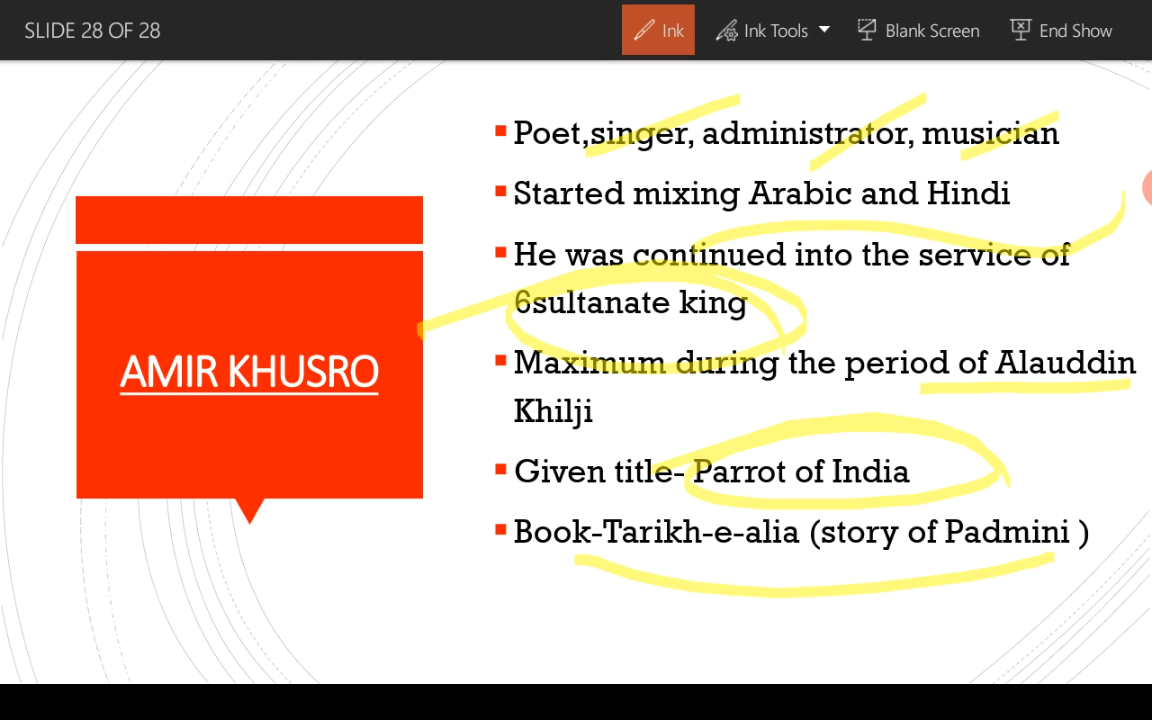 SLIDE 28 OF 28
Ink
Ink Tools
Blank Screen
End Show
AMIR KHUSRO
Poet,singer, administrator, musician
Started mixing Arabic and Hindi
He was continued into the service of
6sultanate king
Maximum during the period of Alauddin
Khilji
Given title- Parrot of India
Book-Tarikh-e-alia (story of Padmini )